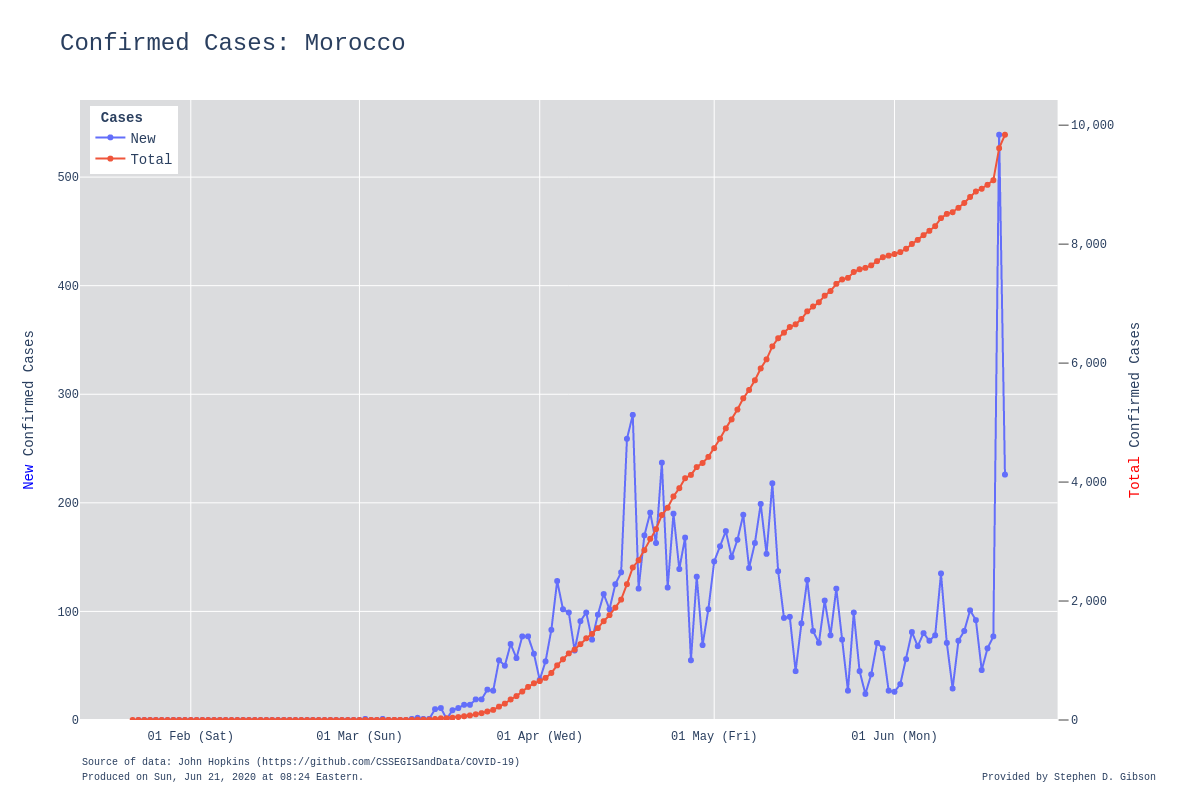 Confirmed Cases: Morocco
Cases
New
Total
500
400
300
200
100
0
10,000
8,000
6,000
4,000
2,000
0
New Confirmed Cases
Total Confirmed Cases
01 Feb (Sat)
01 Mar (Sun)
01 Apr (Wed)
01 May (Fri)
01 Jun (Mon)
Source of data: John Hopkins (https://github.com/CSSEGISandData/COVID-19)
Produced on Sun, Jun 21, 2020 at 08:24 Eastern.
Provided by Stephen D. Gibson